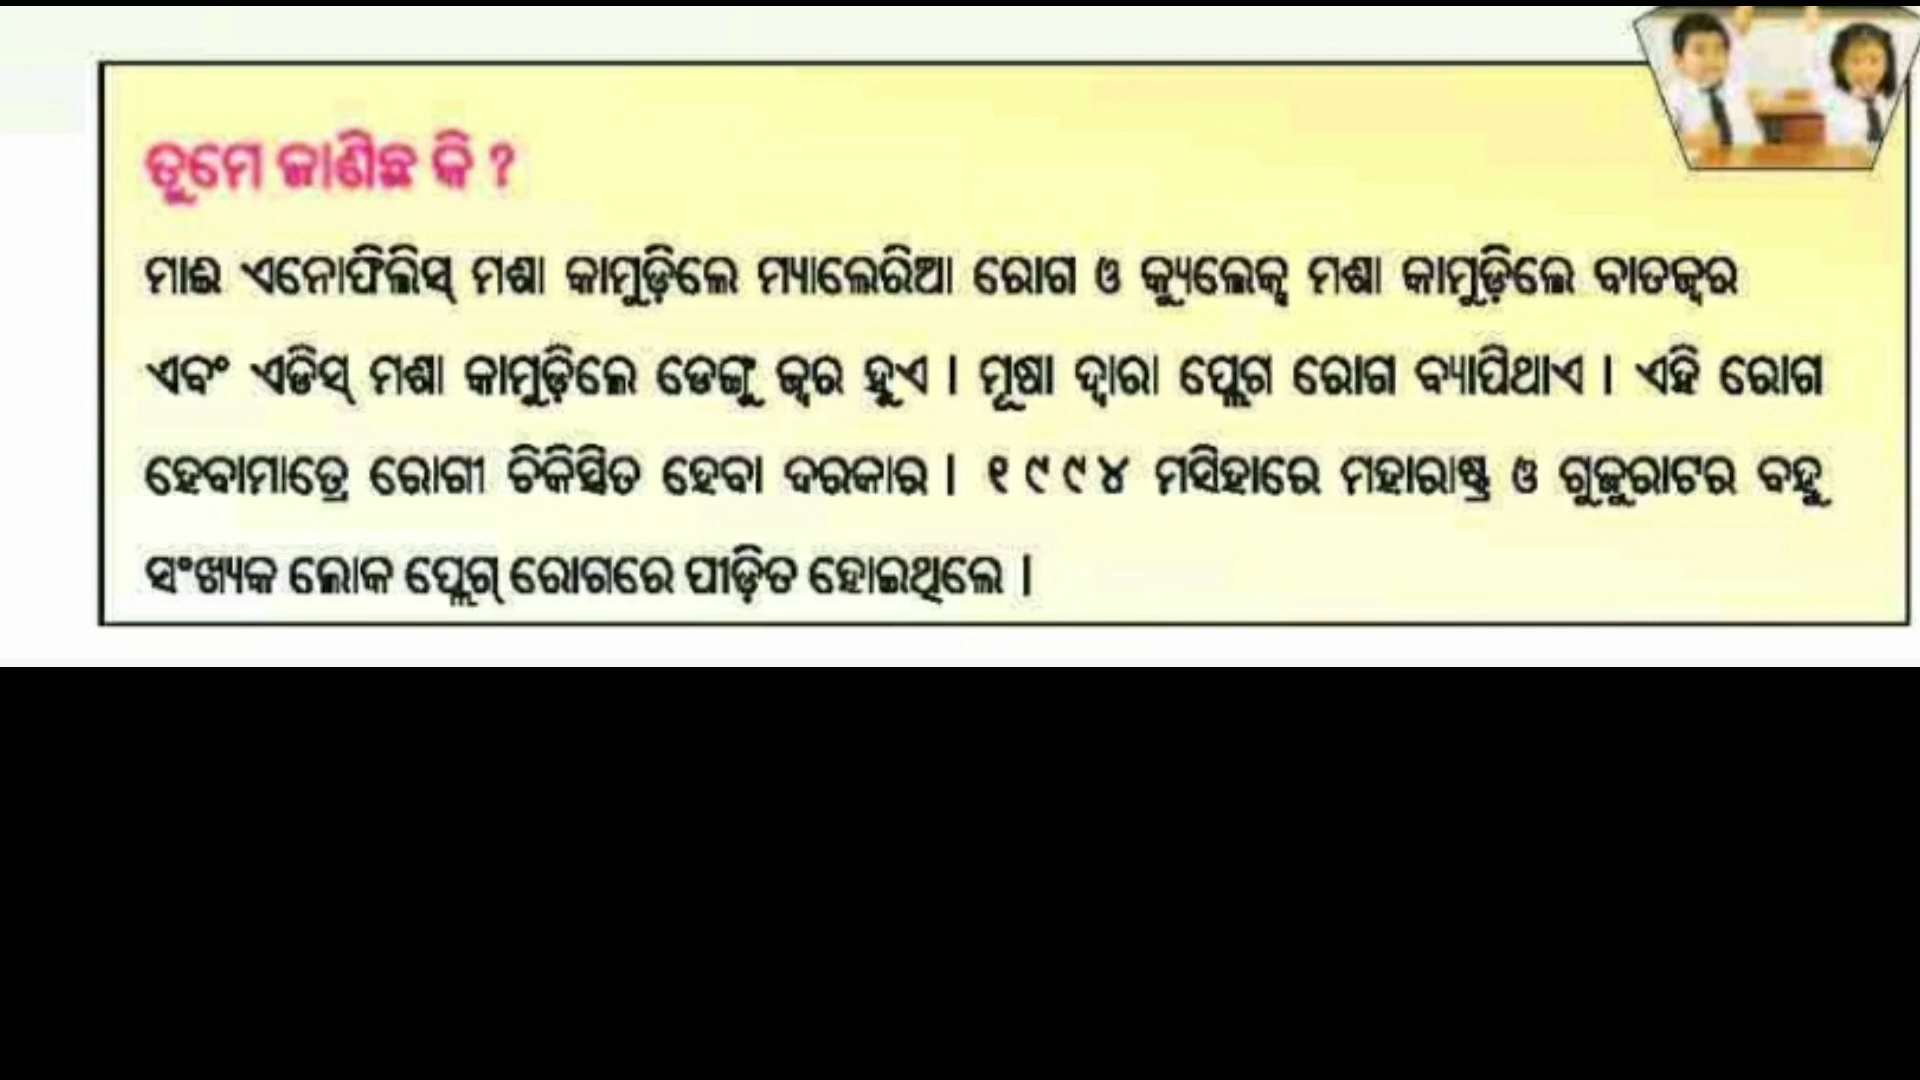 ତୁମେ ଜାଣିଛ କି ?
ମାଈ ଏନୋଫିଲିସ୍ ମଶା କାମୁଡ଼ିଲେ ମ୍ୟାଲେରିଆ ରୋଗ ଓ କ୍ୟୁଲେକ୍ସ ମଶା କାମୁଡ଼ିଲେ ବାତଜ୍ୱର
ଏବଂ ଏଡିସ୍ ମଶା କାମୁଡ଼ିଲେ ଡେଙ୍ଗୁ ଜ୍ୱର ହୁଏ । ମୂଷା ଦ୍ୱାରା ପ୍ଲେଗ ରୋଗ ବ୍ୟାପିଥାଏ । ଏହି ରୋଗ
ହେବାମାତ୍ରେ ରୋଗୀ ଚିକିତ୍ସିତ ହେବା ଦରକାର । ୧୯୯୪ ମସିହାରେ ମହାରାଷ୍ଟ୍ର ଓ ଗୁଜୁରାଟର ବହୁ
ସଂଖ୍ୟକ ଲୋକ ପ୍ଲେଗ୍ ରୋଗରେ ପୀଡ଼ିତ ହୋଇଥିଲେ ।